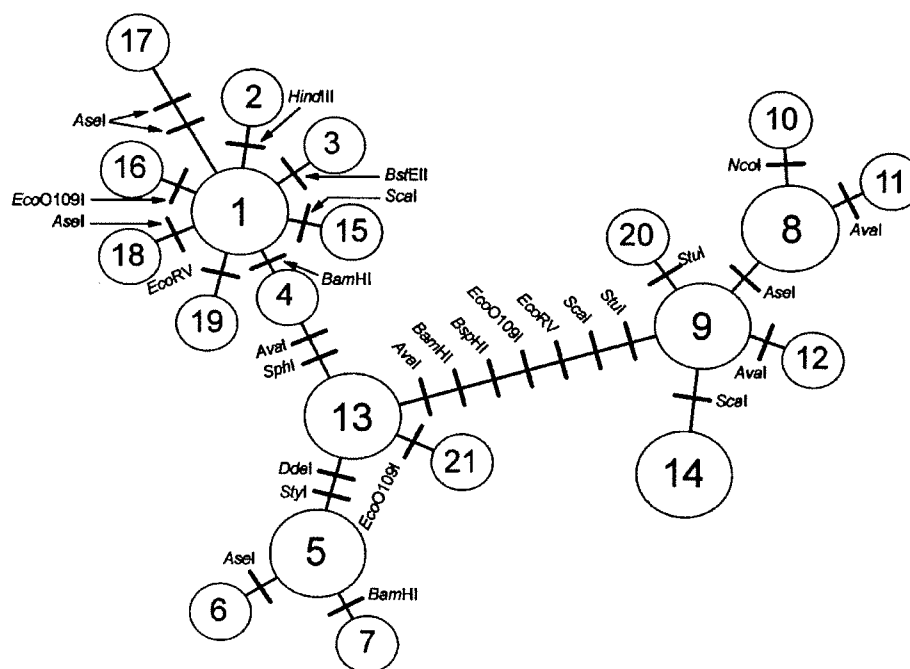 17
2
HindIII
AseI
3
16
BstEII
EcoO109I
ScaI
1
AseI
15
18
EcoRV
BamHI
4
19
AvaI
SphI
10
NcoI
11
8
AvaI
20
StuI
AseI
9
12
AvaI
ScaI
14
AvaI
BamHI
BspHI
EcoO109I
EcoRV
ScaI
StuI
13
21
EcoO109I
DdeI
StyI
5
AseI
6
BamHI
7